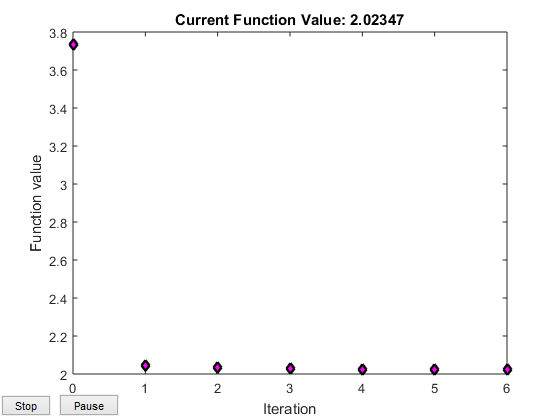 Current Function Value: 2.02347
3.8
3.6
3.4
3.2
3
2.8
2.6
2.4
2.2
2
Function value
0 1 2 3 4 5 6
Iteration
Stop Pause